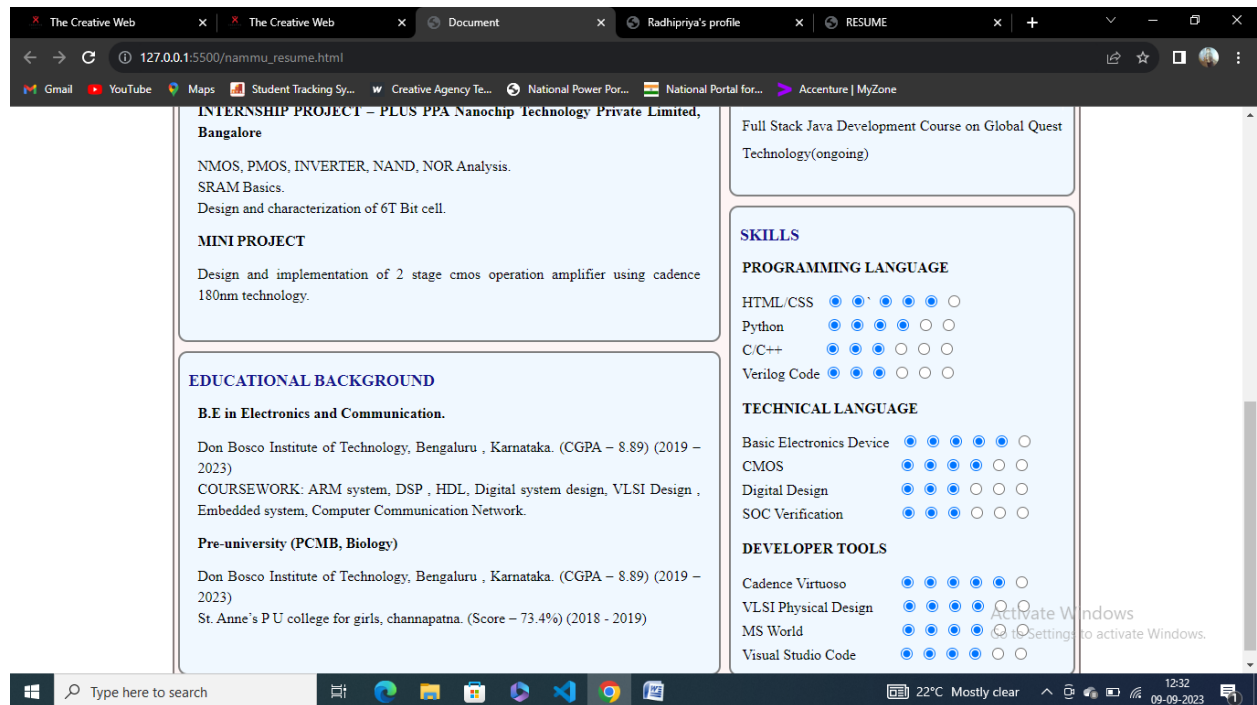 The Creative Web
The Creative Web
Document
Radhipriya's profile
RESUME
127.0.0.1:5500/nammu_resume.html
Gmail
YouTube
Maps
Student Tracking Sy...
Creative Agency Te...
National Power Por...
National Portal for...
Accenture | MyZone
INTERNSHIP PROJECT – PLUS PPA Nanochip Technology Private Limited,
Bangalore
NMOS, PMOS, INVERTER, NAND, NOR Analysis.
SRAM Basics.
Design and characterization of 6T Bit cell.
MINI PROJECT
Design and implementation of 2 stage cmos operation amplifier using cadence
180nm technology.
EDUCATIONAL BACKGROUND
B.E in Electronics and Communication.
Don Bosco Institute of Technology, Bengaluru , Karnataka. (CGPA – 8.89) (2019 –
2023)
COURSEWORK: ARM system, DSP , HDL, Digital system design, VLSI Design ,
Embedded system, Computer Communication Network.
Pre-university (PCMB, Biology)
Don Bosco Institute of Technology, Bengaluru , Karnataka. (CGPA – 8.89) (2019 –
2023)
St. Anne’s P U college for girls, channapatna. (Score – 73.4%) (2018 - 2019)
Full Stack Java Development Course on Global Quest
Technology(ongoing)
SKILLS
PROGRAMMING LANGUAGE
HTML/CSS `
Python
C/C++
Verilog Code
TECHNICAL LANGUAGE
Basic Electronics Device
CMOS
Digital Design
SOC Verification
DEVELOPER TOOLS
Cadence Virtuoso
VLSI Physical Design
MS World
Visual Studio Code
Activate Windows
Go to Settings to activate Windows.
Type here to search
22°C Mostly clear
12:32
09-09-2023
1